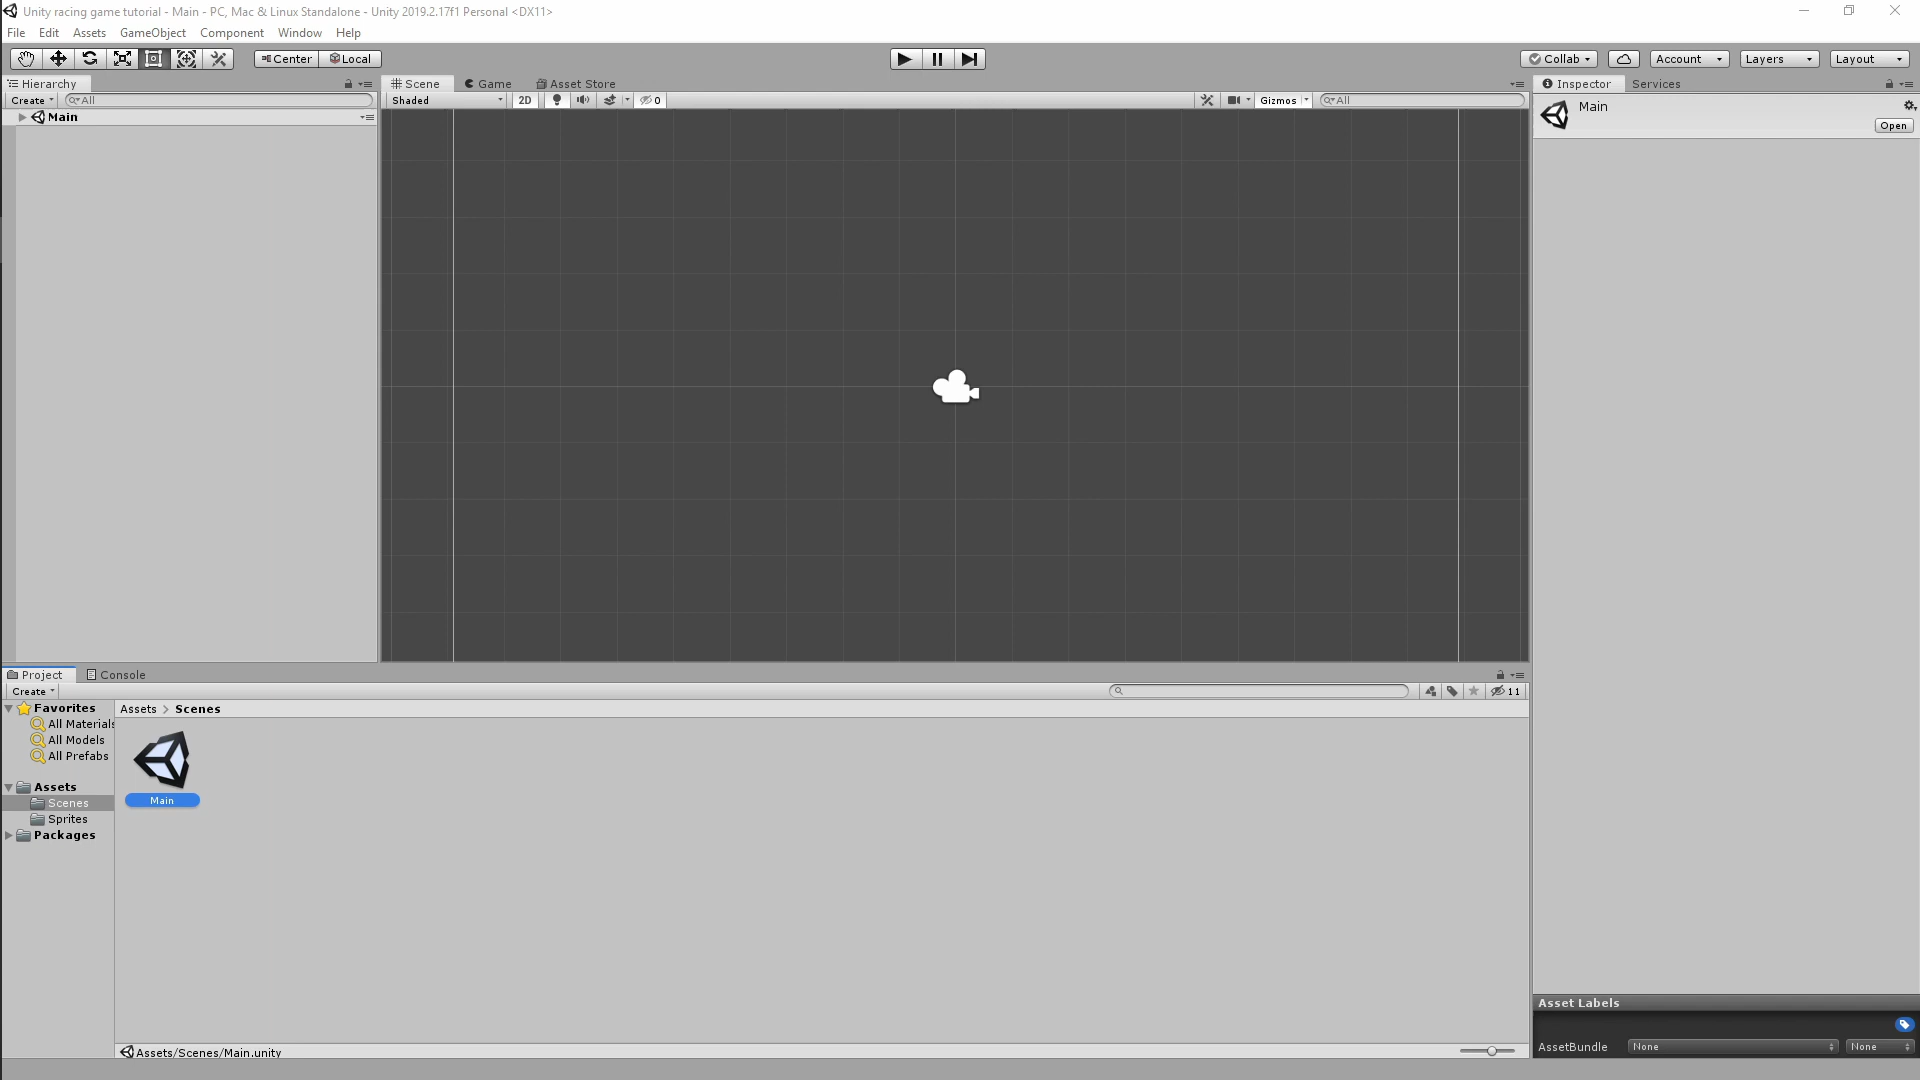 Unity racing game tutorial - Main - PC, Mac & Linux Standalone - Unity 2019.2.17f1 Personal <DX11>
File Edit Assets GameObject Component Window Help
Center Local Collab Account Layers Layout
Hierarchy Scene Game Asset Store Inspector Services
Create All Shaded 2D 0 Gizmos All
Main
Main
Open
Project Console
Create 11
Favorites Assets > Scenes
All Materials
All Models
All Prefabs
Assets
Scenes Main
Sprites
Packages
Asset Labels
AssetBundle None None
Assets/Scenes/Main.unity